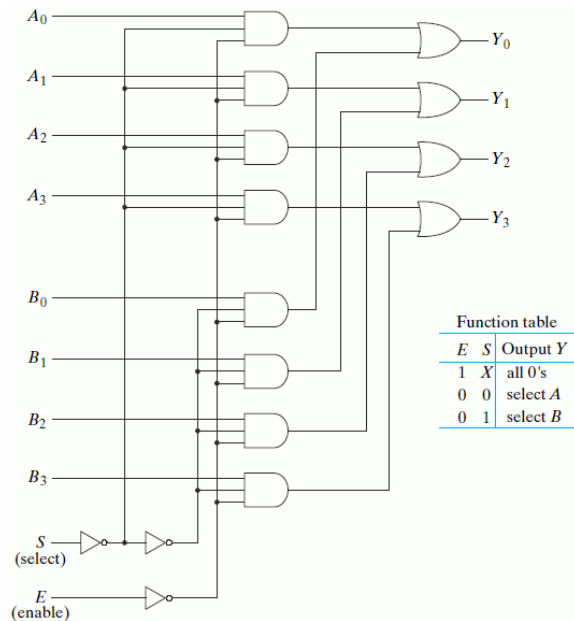 A0
Y0
A1
Y1
A2
Y2
A3
Y3
B0
B1
B2
B3
S
(select)
E
(enable)
Function table
E S Output Y
1 X all 0's
0 0 select A
0 1 select B